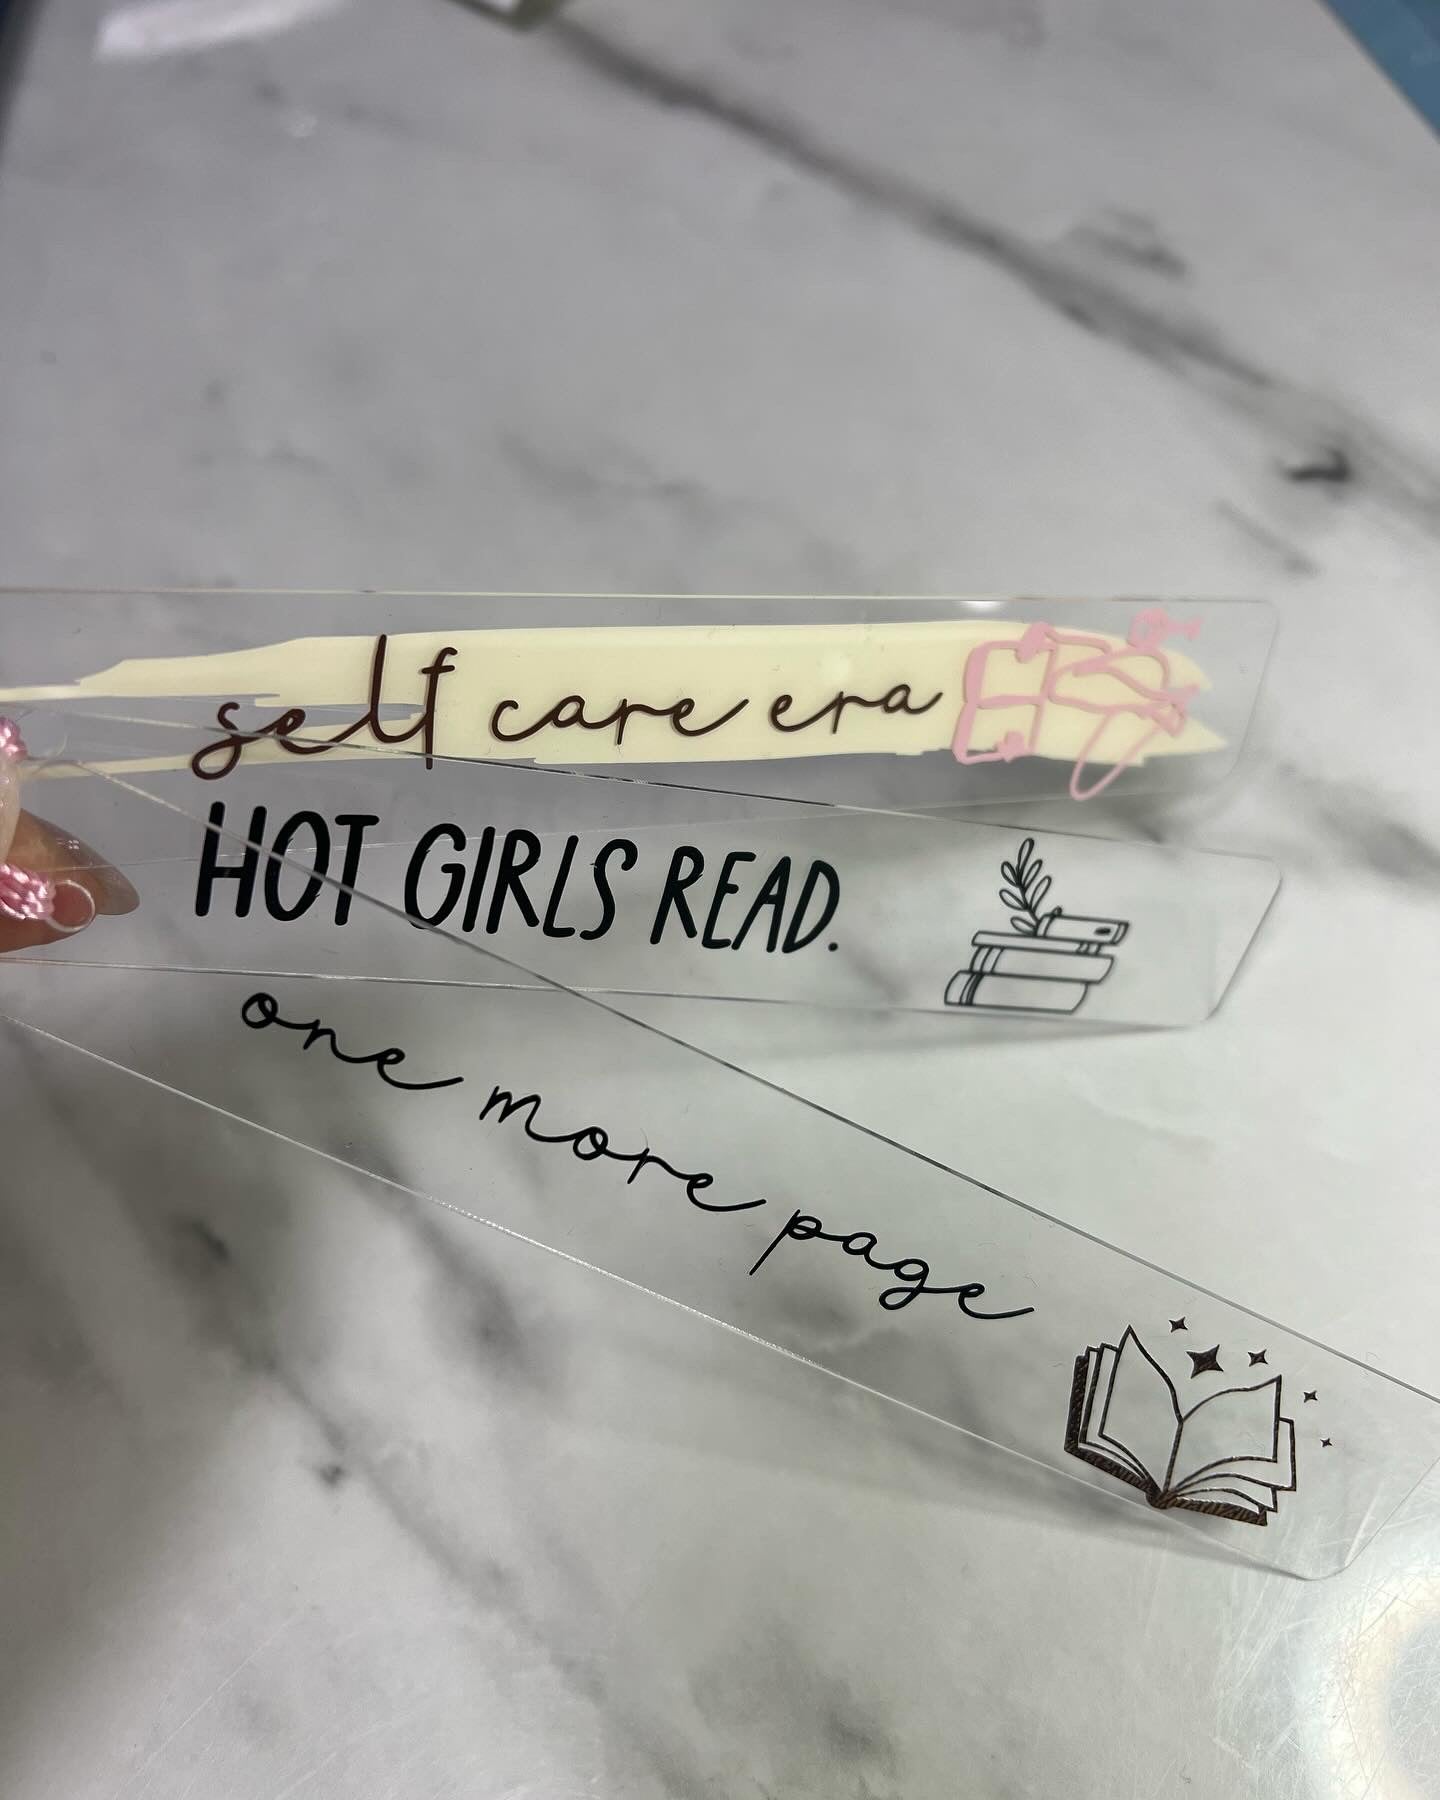 self care era
HOT GIRLS READ.
one more page